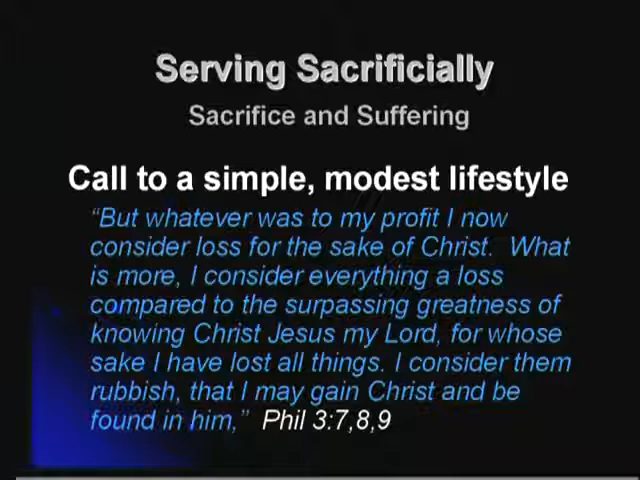 Serving Sacrificially
Sacrifice and Suffering
Call to a simple, modest lifestyle
“But whatever was to my profit I now
consider loss for the sake of Christ.  What
is more, I consider everything a loss
compared to the surpassing greatness of
knowing Christ Jesus my Lord, for whose
sake I have lost all things. I consider them
rubbish, that I may gain Christ and be
found in him,”  Phil 3:7,8,9